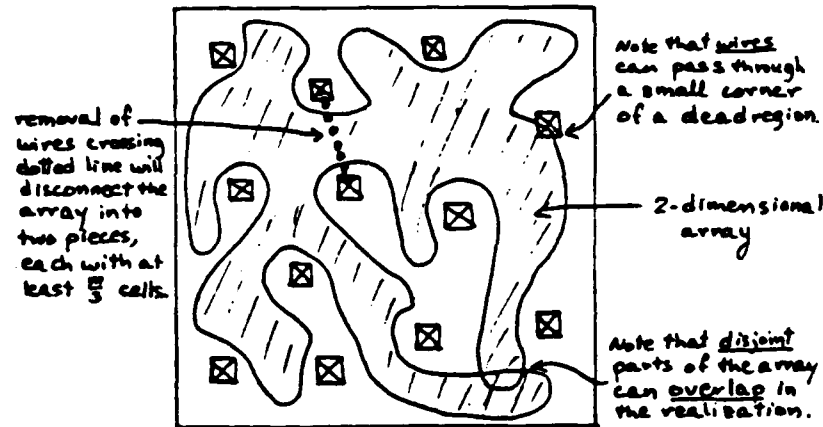 removal of
wires crossing
dotted line will
disconnect the
array into
two pieces,
each with at
least m/3 cells.
Note that wires
can pass through
a small corner
of a deadregion.
2-dimensional
array
Note that disjoint
parts of the array
can overlap in
the realization.